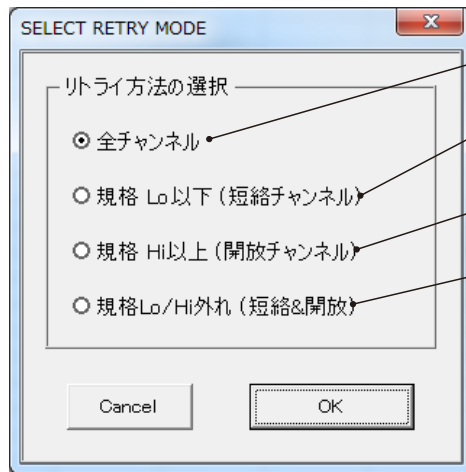 SELECT RETRY MODE
リトライ方法の選択
全チャンネル
規格 Lo以下(短絡チャンネル)
規格 Hi以上(開放チャンネル)
規格Lo/Hi外れ(短絡&開放)
Cancel
OK